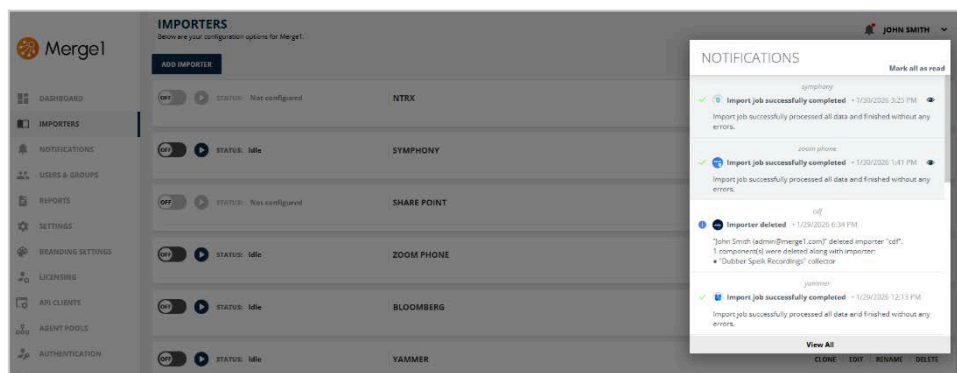 Merge1
DASHBOARD
IMPORTERS
NOTIFICATIONS
USERS & GROUPS
REPORTS
SETTINGS
BRANDING SETTINGS
LICENSING
API CLIENTS
AGENT POOLS
AUTHENTICATION
IMPORTERS
Below are your configuration options for Merge1.
ADD IMPORTER
JOHN SMITH
OFF STATUS: Not configured NTRX
OFF STATUS: Idle SYMPHONY
OFF STATUS: Not configured SHARE POINT
OFF STATUS: Idle ZOOM PHONE
OFF STATUS: Idle BLOOMBERG
OFF STATUS: Idle YAMMER
CLONE EDIT RENAME DELETE
NOTIFICATIONS
Mark all as read
symphony
Import job successfully completed • 1/30/2026 3:25 PM
Import job successfully processed all data and finished without any
errors.
zoom phone
Import job successfully completed • 1/30/2026 1:41 PM
Import job successfully processed all data and finished without any
errors.
cdf
Importer deleted • 1/29/2026 6:34 PM
"John Smith (admin@merge1.com)" deleted importer "cdf".
1 component(s) were deleted along with importer:
● "Dubber Speik Recordings" collector
yammer
Import job successfully completed • 1/29/2026 12:13 PM
Import job successfully processed all data and finished without any
errors.
View All